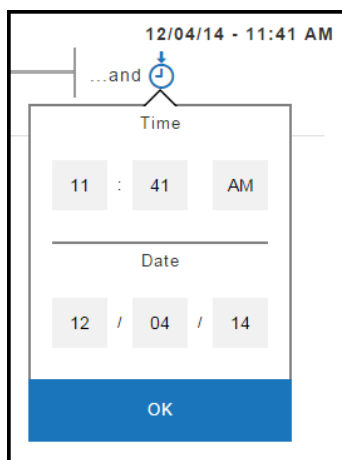 12/04/14 - 11:41 AM
...and
Time
11 : 41 AM
Date
12 / 04 / 14
OK